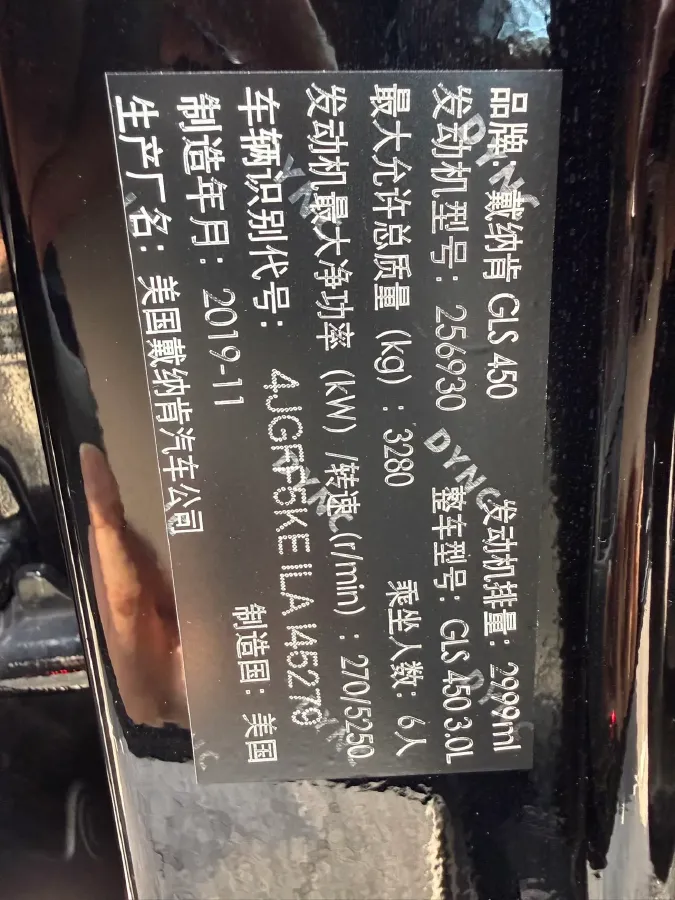 品牌：戴纳肯 GLS 450 发动机排量：2999ml
发动机型号：256930 整车型号：GLS 450 3.0L
最大允许总质量 (kg)：3280 乘坐人数：6人
发动机最大净功率 (kW) /转速 (r/min)：270/5250
车辆识别代号：4JGFF5KE1LA145279
制造年月：2019-11 制造国：美国
生产厂名：美国戴纳肯汽车公司
DYNC
DYNC